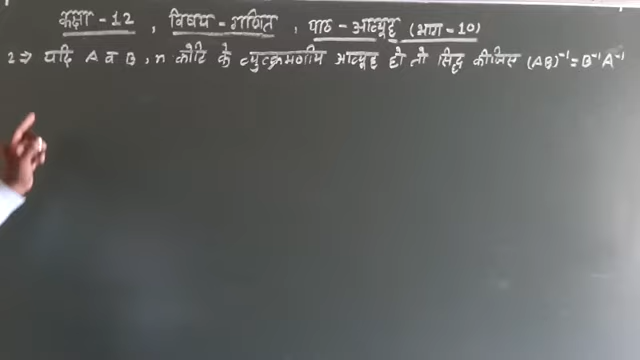 कक्षा - 12 , विषय - गणित , पाठ - आव्यूह (भाग - 10)
2 ⇒ यदि A व B , n कोटि के व्युत्क्रमणीय आव्यूह हो तो सिद्ध कीजिए (AB)⁻¹ = B⁻¹A⁻¹